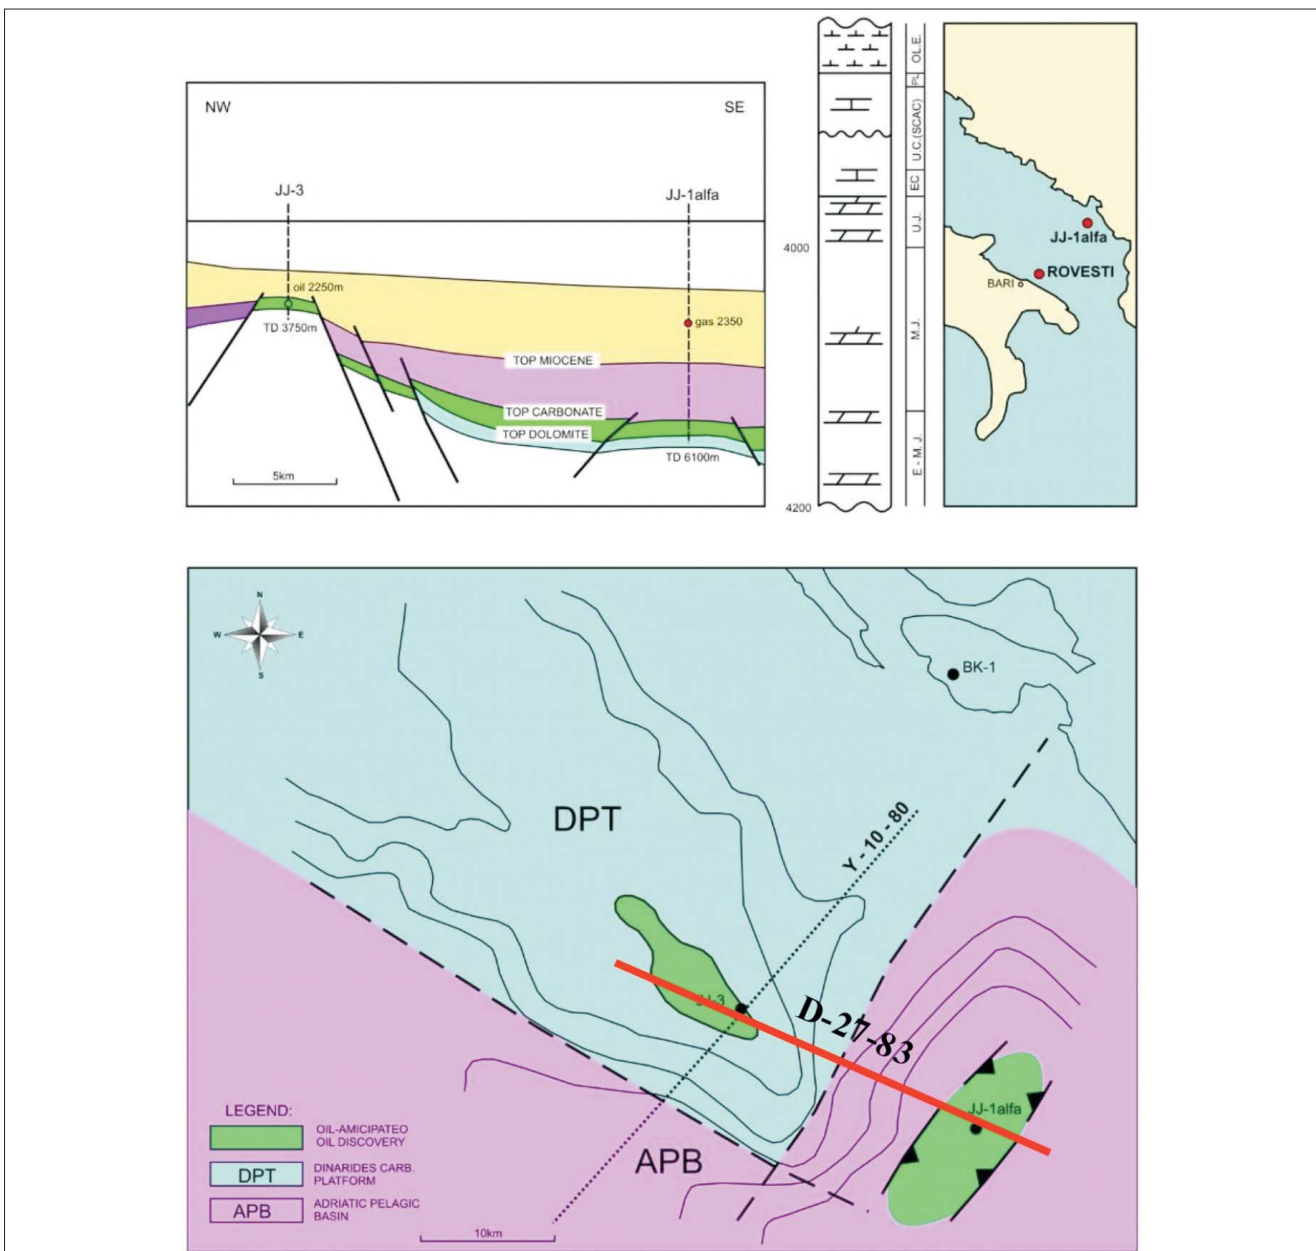 NW
SE
JJ-3
JJ-1alfa
oil 2250m
TD 3750m
gas 2350
TOP MIOCENE
TOP CARBONATE
TOP DOLOMITE
TD 6100m
5km
4000
4200
OL.E.
PL
U.C.(SCAC)
EC
U.J.
M.J.
E - M. J.
JJ-1alfa
ROVESTI
BARI
N
W
E
S
BK-1
DPT
Y - 10 - 80
JJ-3
D-27-83
JJ-1alfa
APB
LEGEND:
OIL-AMICIPATEO
OIL DISCOVERY
DPT
DINARIDES CARB.
PLATFORM
APB
ADRIATIC PELAGIC
BASIN
10km